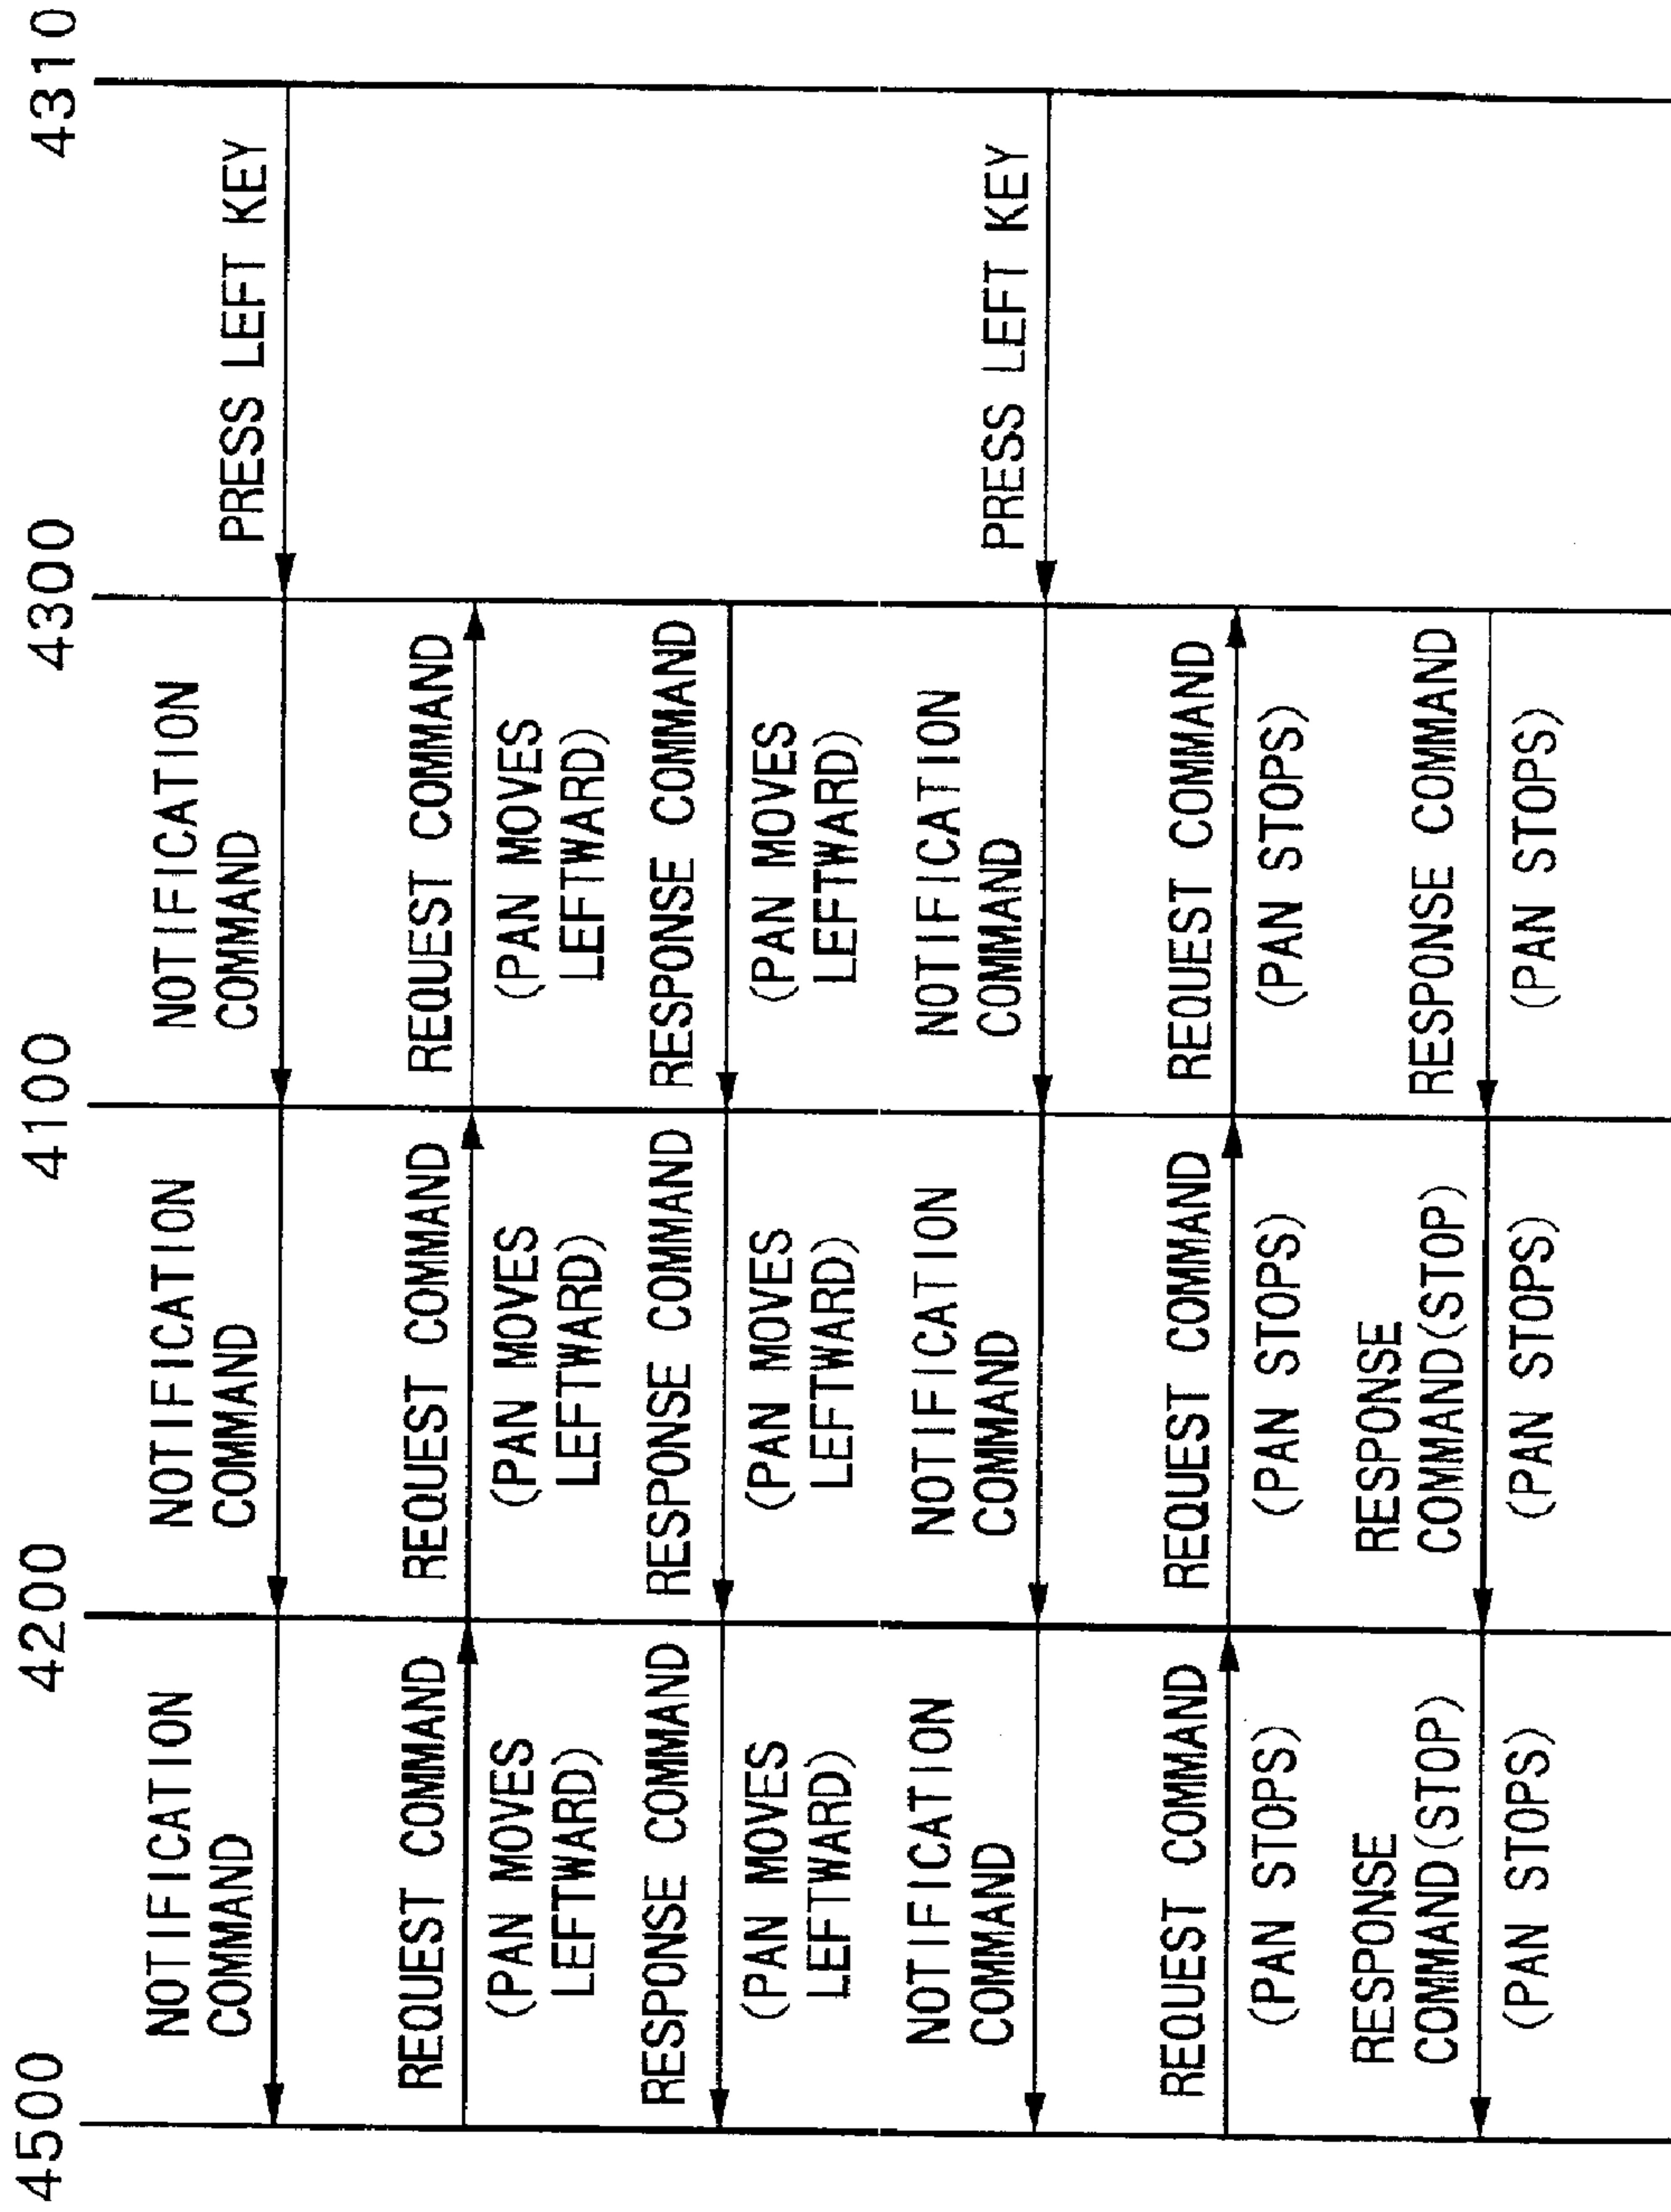 4500 4200 4100 4300 4310
NOTIFICATION
COMMAND
NOTIFICATION
COMMAND
NOTIFICATION
COMMAND
PRESS LEFT KEY
REQUEST COMMAND
(PAN MOVES
LEFTWARD)
REQUEST COMMAND
(PAN MOVES
LEFTWARD)
REQUEST COMMAND
(PAN MOVES
LEFTWARD)
RESPONSE COMMAND
(PAN MOVES
LEFTWARD)
RESPONSE COMMAND
(PAN MOVES
LEFTWARD)
RESPONSE COMMAND
(PAN MOVES
LEFTWARD)
NOTIFICATION
COMMAND
NOTIFICATION
COMMAND
NOTIFICATION
COMMAND
PRESS LEFT KEY
REQUEST COMMAND
(PAN STOPS)
REQUEST COMMAND
(PAN STOPS)
REQUEST COMMAND
(PAN STOPS)
RESPONSE
COMMAND(STOP)
(PAN STOPS)
RESPONSE
COMMAND(STOP)
(PAN STOPS)
RESPONSE COMMAND
(PAN STOPS)